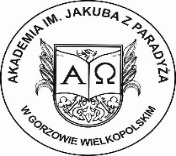 AKADEMIA IM. JAKUBA Z PARADYŻA
Α Ω
W GORZOWIE WIELKOPOLSKIM